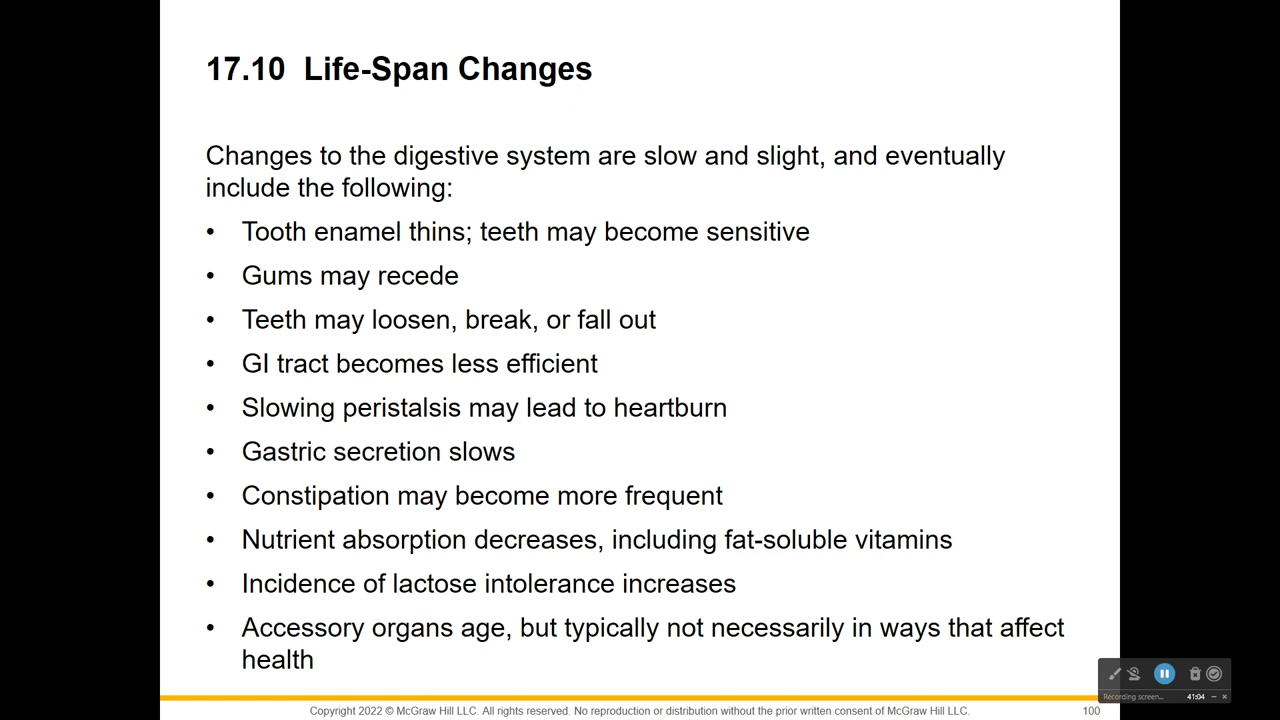 17.10 Life-Span Changes
Changes to the digestive system are slow and slight, and eventually
include the following:
• Tooth enamel thins; teeth may become sensitive
• Gums may recede
• Teeth may loosen, break, or fall out
• GI tract becomes less efficient
• Slowing peristalsis may lead to heartburn
• Gastric secretion slows
• Constipation may become more frequent
• Nutrient absorption decreases, including fat-soluble vitamins
• Incidence of lactose intolerance increases
• Accessory organs age, but typically not necessarily in ways that affect
health
Recording screen... 41:04
Copyright 2022 © McGraw Hill LLC. All rights reserved. No reproduction or distribution without the prior written consent of McGraw Hill LLC. 100